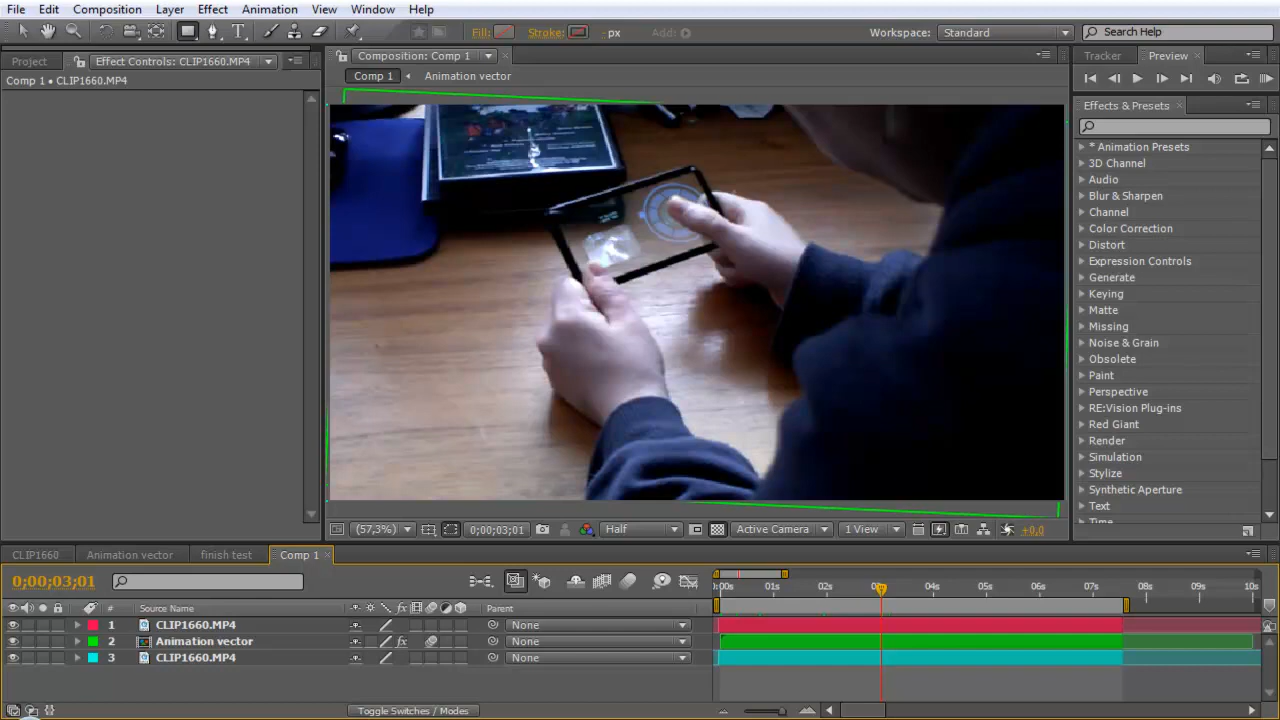 File Edit Composition Layer Effect Animation View Window Help
Fill: Stroke: - px Add: Workspace: Standard Search Help
Project Effect Controls: CLIP1660.MP4 Composition: Comp 1 Tracker Preview
Comp 1 • CLIP1660.MP4 Comp 1 Animation vector
Effects & Presets
* Animation Presets
3D Channel
Audio
Blur & Sharpen
Channel
Color Correction
Distort
Expression Controls
Generate
Keying
Matte
Missing
Noise & Grain
Obsolete
Paint
Perspective
RE:Vision Plug-ins
Red Giant
Render
Simulation
Stylize
Synthetic Aperture
Text
Time
(57,3%) 0;00;03;01 Half Active Camera 1 View +0,0
CLIP1660 Animation vector finish test Comp 1
0;00;03;01 01s 02s 04s 05s 06s 07s 08s 09s 10s
# Source Name fx Parent
1 CLIP1660.MP4 None
2 Animation vector fx None
3 CLIP1660.MP4 None
Toggle Switches / Modes